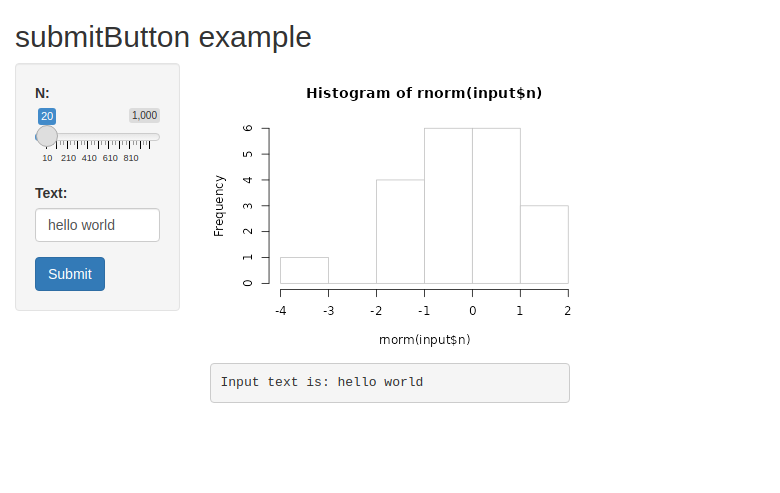 submitButton example
N:
20 1,000
10 210 410 610 810
Text:
hello world
Submit
Histogram of rnorm(input$n)
Frequency
0 1 2 3 4 5 6
-4 -3 -2 -1 0 1 2
rnorm(input$n)
Input text is: hello world